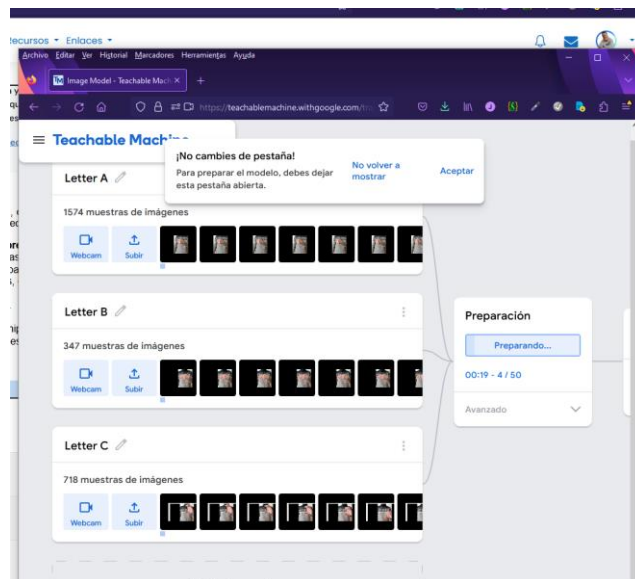 Recursos Enlaces
Archivo Editar Ver Historial Marcadores Herramientas Ayuda
Image Model - Teachable Mach
https://teachablemachine.withgoogle.com/tr
Teachable Machine
¡No cambies de pestaña!
Para preparar el modelo, debes dejar
esta pestaña abierta.
No volver a
mostrar
Aceptar
Letter A
1574 muestras de imágenes
Webcam Subir
Letter B
347 muestras de imágenes
Webcam Subir
Letter C
718 muestras de imágenes
Webcam Subir
Preparación
Preparando...
00:19 - 4 / 50
Avanzado